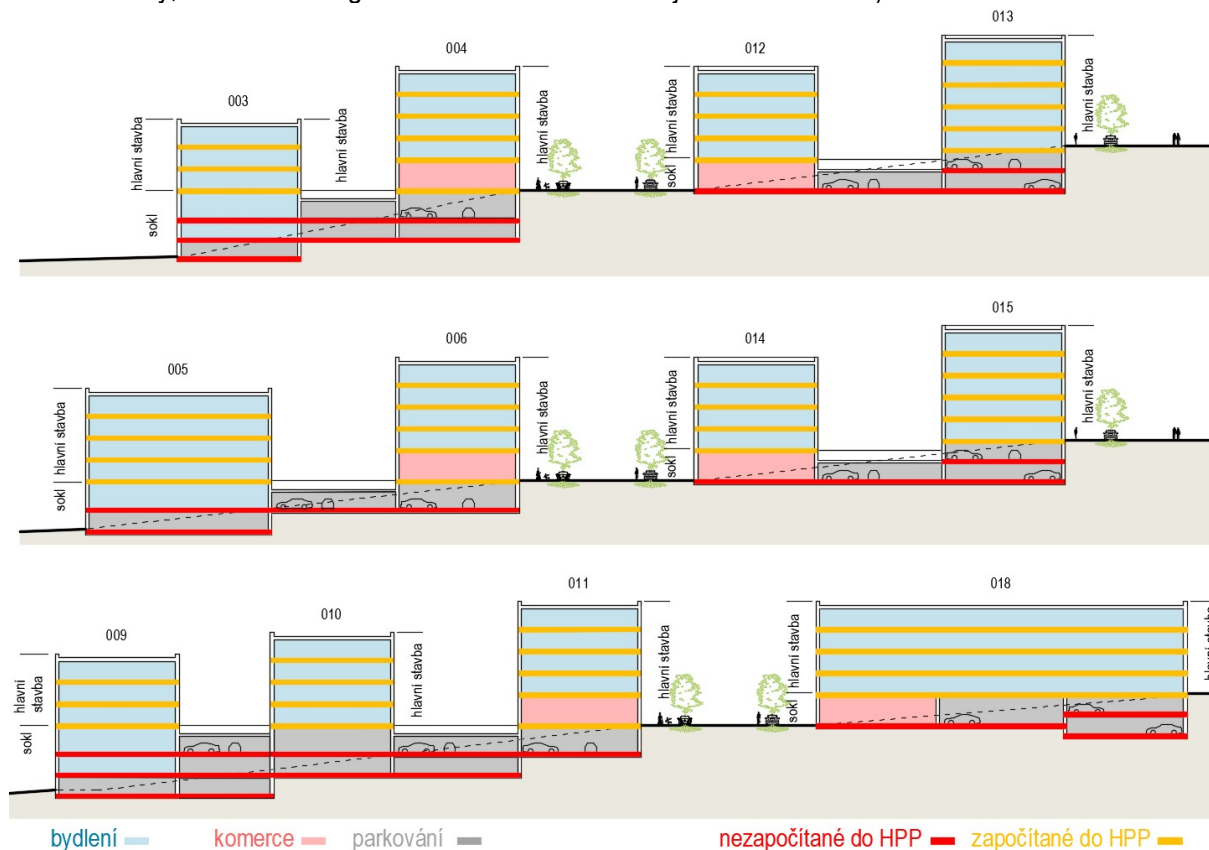 013
004
012
003
hlavní stavba
hlavní stavba
hlavní stavba
hlavní stavba
hlavní stavba
hlavní stavba
sokl
sokl
015
006
014
005
hlavní stavba
hlavní stavba
hlavní stavba
hlavní stavba
sokl
sokl
011
018
010
009
hlavní stavba
hlavní stavba
hlavní stavba
hlavní stavba
sokl
sokl
bydlení komerce parkování nezapočítané do HPP započítané do HPP